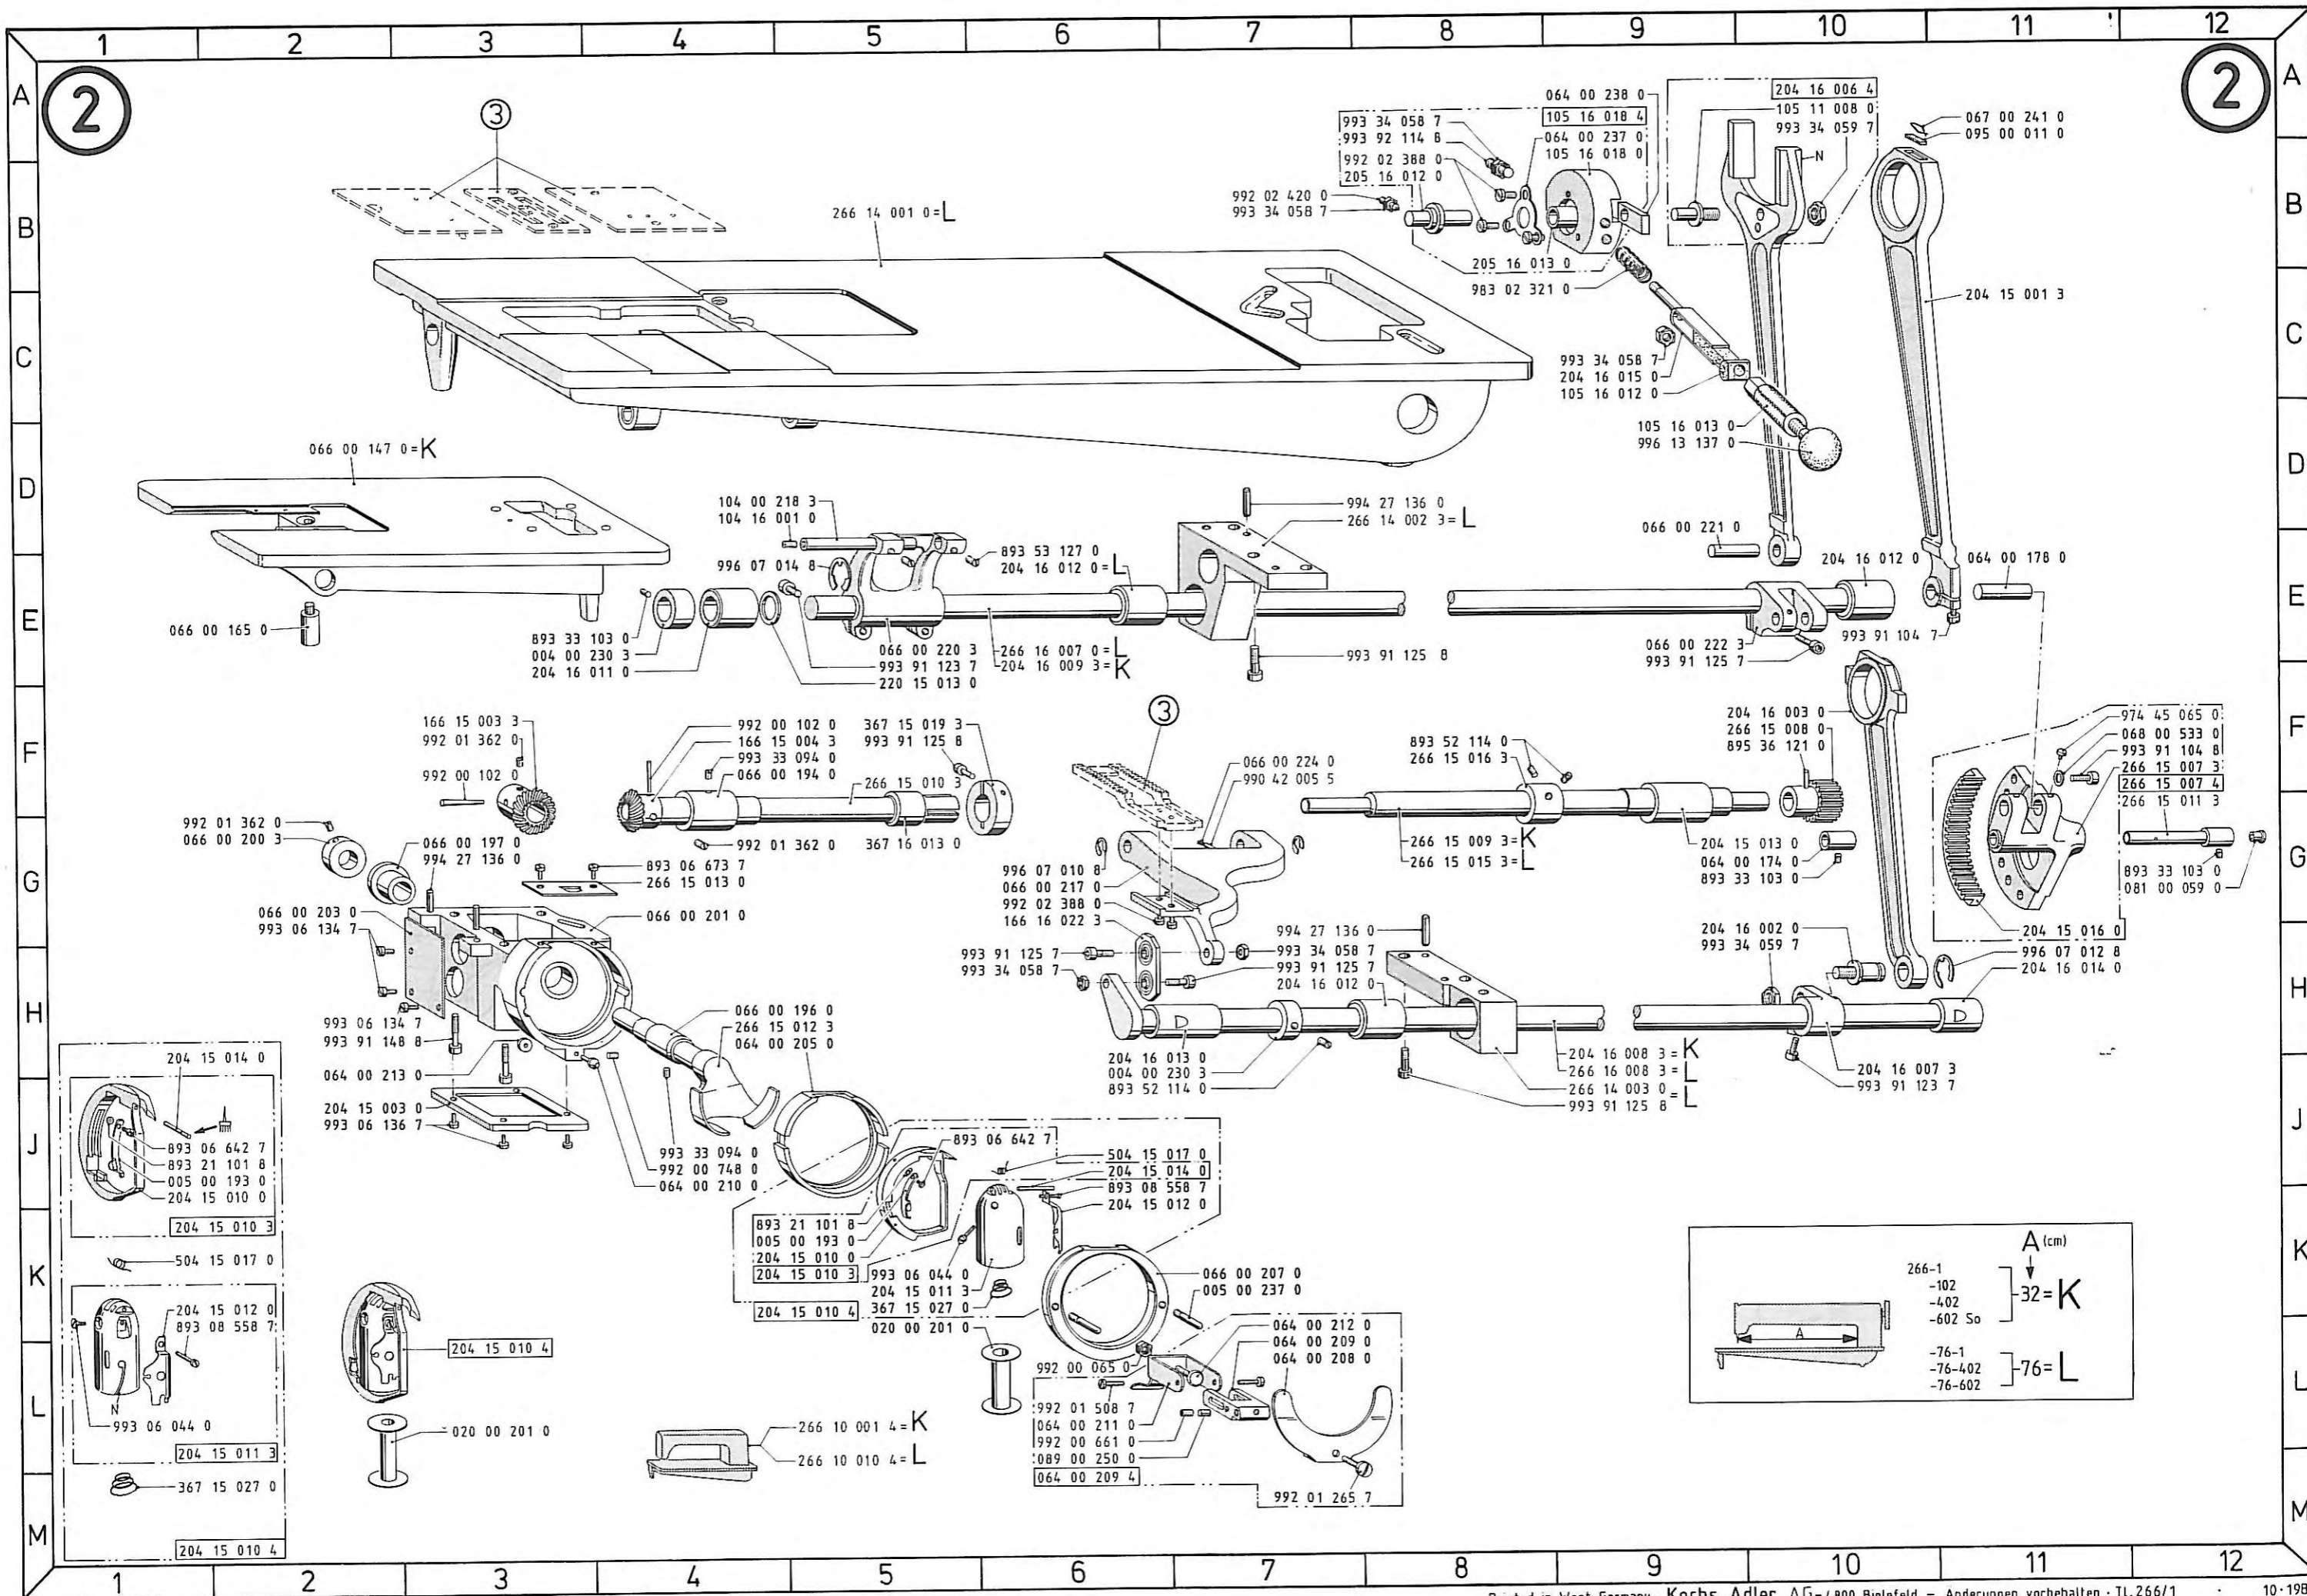 1 2 3 4 5 6 7 8 9 10 11 12
A
B
C
D
E
F
G
H
J
K
L
M
2
2
3
266 14 001 0=L
993 34 058 7
993 92 114 8
992 02 388 0
205 16 012 0
992 02 420 0
993 34 058 7
064 00 238 0
105 16 018 4
064 00 237 0
105 16 018 0
205 16 013 0
983 02 321 0
204 16 006 4
105 11 008 0
993 34 059 7
N
067 00 241 0
095 00 011 0
204 15 001 3
993 34 058 7
204 16 015 0
105 16 012 0
105 16 013 0
996 13 137 0
066 00 147 0=K
066 00 165 0
104 00 218 3
104 16 001 0
996 07 014 8
893 53 127 0
204 16 012 0=L
994 27 136 0
266 14 002 3=L
893 33 103 0
004 00 230 3
204 16 011 0
066 00 220 3
993 91 123 7
220 15 013 0
266 16 007 0=L
204 16 009 3=K
993 91 125 8
066 00 221 0
204 16 012 0
064 00 178 0
066 00 222 3
993 91 125 7
993 91 104 7
166 15 003 3
992 01 362 0
992 00 102 0
992 00 102 0
166 15 004 3
993 33 094 0
066 00 194 0
367 15 019 3
993 91 125 8
266 15 010 3
992 01 362 0
367 16 013 0
3
066 00 224 0
990 42 005 5
893 52 114 0
266 15 016 3
204 16 003 0
266 15 008 0
895 36 121 0
974 45 065 0
068 00 533 0
993 91 104 8
266 15 007 3
266 15 007 4
266 15 011 3
992 01 362 0
066 00 200 3
066 00 197 0
994 27 136 0
893 06 673 7
266 15 013 0
066 00 201 0
066 00 203 0
993 06 134 7
996 07 010 8
066 00 217 0
992 02 388 0
166 16 022 3
266 15 009 3=K
266 15 015 3=L
204 15 013 0
064 00 174 0
893 33 103 0
893 33 103 0
081 00 059 0
204 15 016 0
996 07 012 8
204 16 014 0
204 16 002 0
993 34 059 7
993 91 125 7
993 34 058 7
994 27 136 0
993 34 058 7
993 91 125 7
204 16 012 0
D
D
993 06 134 7
993 91 148 8
064 00 213 0
204 15 003 0
993 06 136 7
066 00 196 0
266 15 012 3
064 00 205 0
993 33 094 0
992 00 748 0
064 00 210 0
204 16 013 0
004 00 230 3
893 52 114 0
204 16 008 3=K
266 16 008 3=L
266 14 003 0=L
993 91 125 8
204 16 007 3
993 91 123 7
204 15 014 0
893 06 642 7
893 21 101 8
005 00 193 0
204 15 010 0
204 15 010 3
504 15 017 0
204 15 012 0
893 08 558 7
N
993 06 044 0
204 15 011 3
367 15 027 0
204 15 010 4
204 15 010 4
020 00 201 0
893 06 642 7
504 15 017 0
204 15 014 0
893 08 558 7
204 15 012 0
893 21 101 8
005 00 193 0
204 15 010 0
204 15 010 3
204 15 010 4
993 06 044 0
204 15 011 3
367 15 027 0
020 00 201 0
066 00 207 0
005 00 237 0
064 00 212 0
064 00 209 0
064 00 208 0
992 00 065 0
992 01 508 7
064 00 211 0
992 00 661 0
089 00 250 0
064 00 209 4
992 01 265 7
266 10 001 4=K
266 10 010 4=L
A (cm)
266-1
-102
-402
-602 So
32=K
-76-1
-76-402
-76-602
76=L
A
A
B
C
D
E
F
G
H
J
K
L
M
1 2 3 4 5 6 7 8 9 10 11 12
West Germany Kochs Adler AG-4800 Bielefeld - Änderungen vorbehalten · TL.266/1